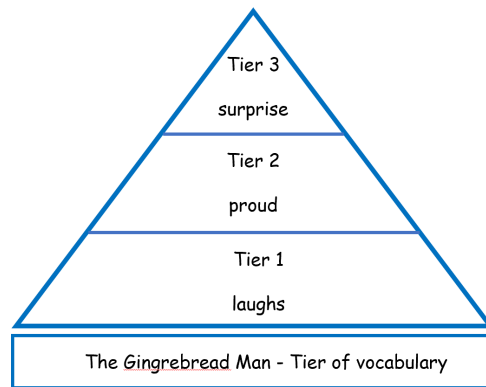 Tier 3
surprise
Tier 2
proud
Tier 1
laughs
The Gingrebread Man - Tier of vocabulary